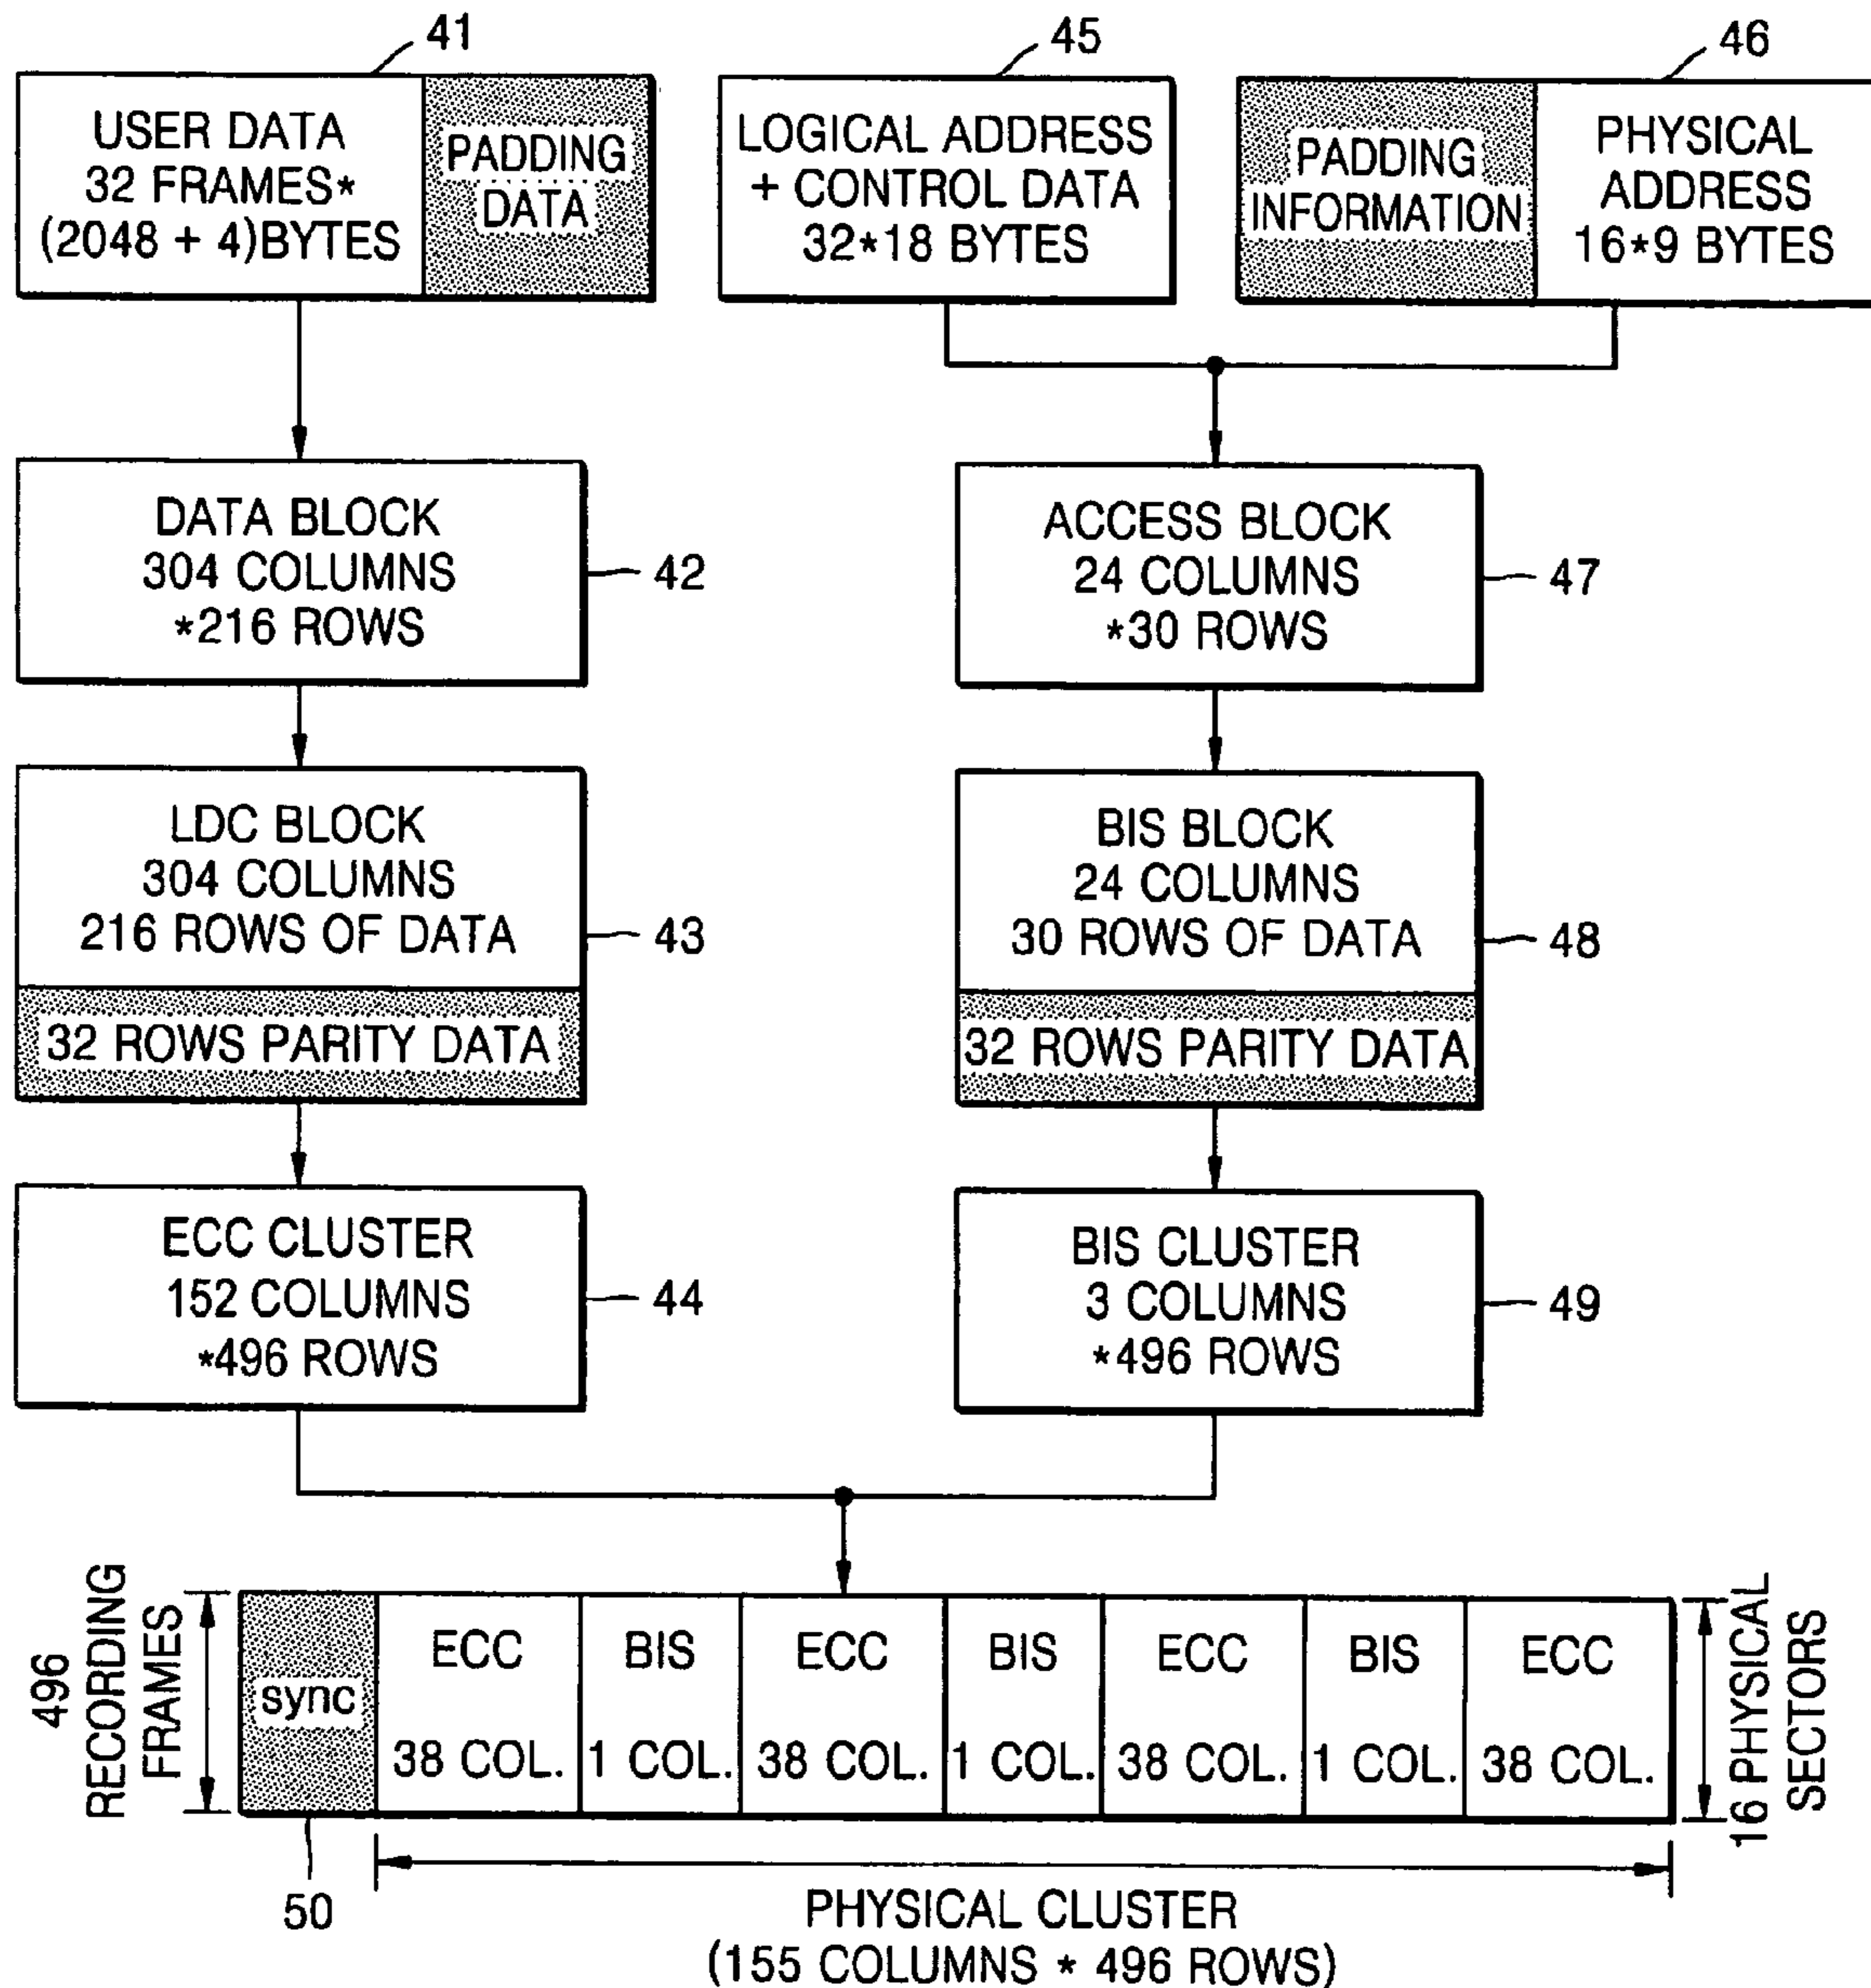 41
45
46
USER DATA
32 FRAMES*
(2048 + 4)BYTES
PADDING
DATA
LOGICAL ADDRESS
+ CONTROL DATA
32*18 BYTES
PADDING
INFORMATION
PHYSICAL
ADDRESS
16*9 BYTES
DATA BLOCK
304 COLUMNS
*216 ROWS
42
ACCESS BLOCK
24 COLUMNS
*30 ROWS
47
LDC BLOCK
304 COLUMNS
216 ROWS OF DATA
43
32 ROWS PARITY DATA
BIS BLOCK
24 COLUMNS
30 ROWS OF DATA
48
32 ROWS PARITY DATA
ECC CLUSTER
152 COLUMNS
*496 ROWS
44
BIS CLUSTER
3 COLUMNS
*496 ROWS
49
496
RECORDING
FRAMES
sync
ECC
38 COL.
BIS
1 COL.
ECC
38 COL.
BIS
1 COL.
ECC
38 COL.
BIS
1 COL.
ECC
38 COL.
16 PHYSICAL
SECTORS
50
PHYSICAL CLUSTER
(155 COLUMNS * 496 ROWS)